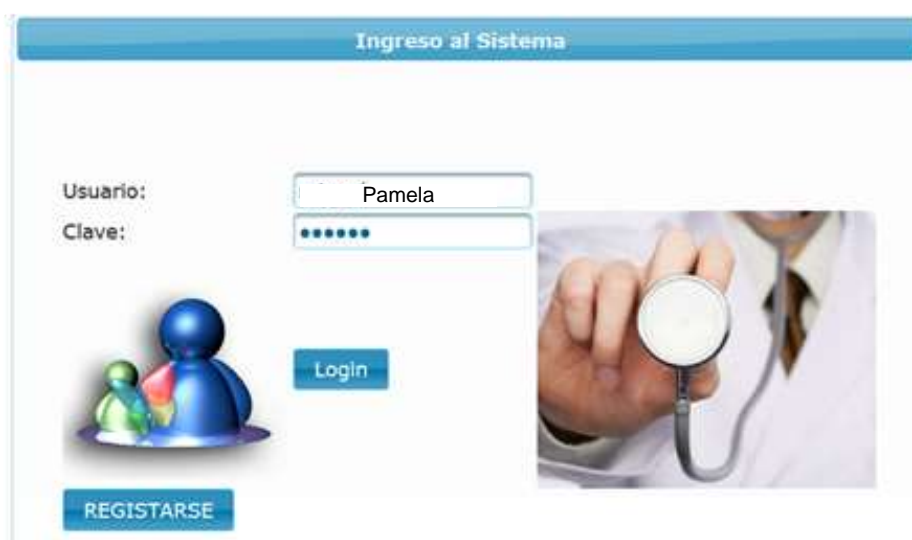 Ingreso al Sistema
Usuario: Pamela
Clave: ••••••
Login
REGISTARSE